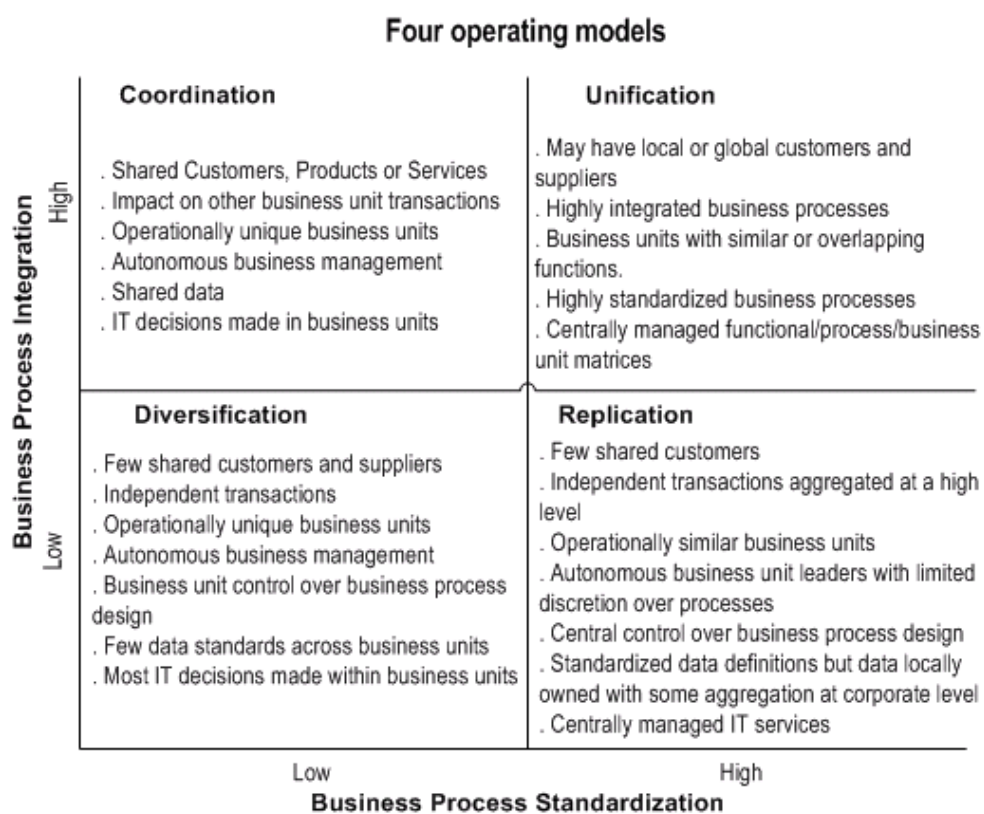 Four operating models
Coordination
. Shared Customers, Products or Services
. Impact on other business unit transactions
. Operationally unique business units
. Autonomous business management
. Shared data
. IT decisions made in business units
Unification
. May have local or global customers and
suppliers
. Highly integrated business processes
. Business units with similar or overlapping
functions.
. Highly standardized business processes
. Centrally managed functional/process/business
unit matrices
Diversification
. Few shared customers and suppliers
. Independent transactions
. Operationally unique business units
. Autonomous business management
. Business unit control over business process
design
. Few data standards across business units
. Most IT decisions made within business units
Replication
. Few shared customers
. Independent transactions aggregated at a high
level
. Operationally similar business units
. Autonomous business unit leaders with limited
discretion over processes
. Central control over business process design
. Standardized data definitions but data locally
owned with some aggregation at corporate level
. Centrally managed IT services
Business Process Integration
High
Low
Low
High
Business Process Standardization